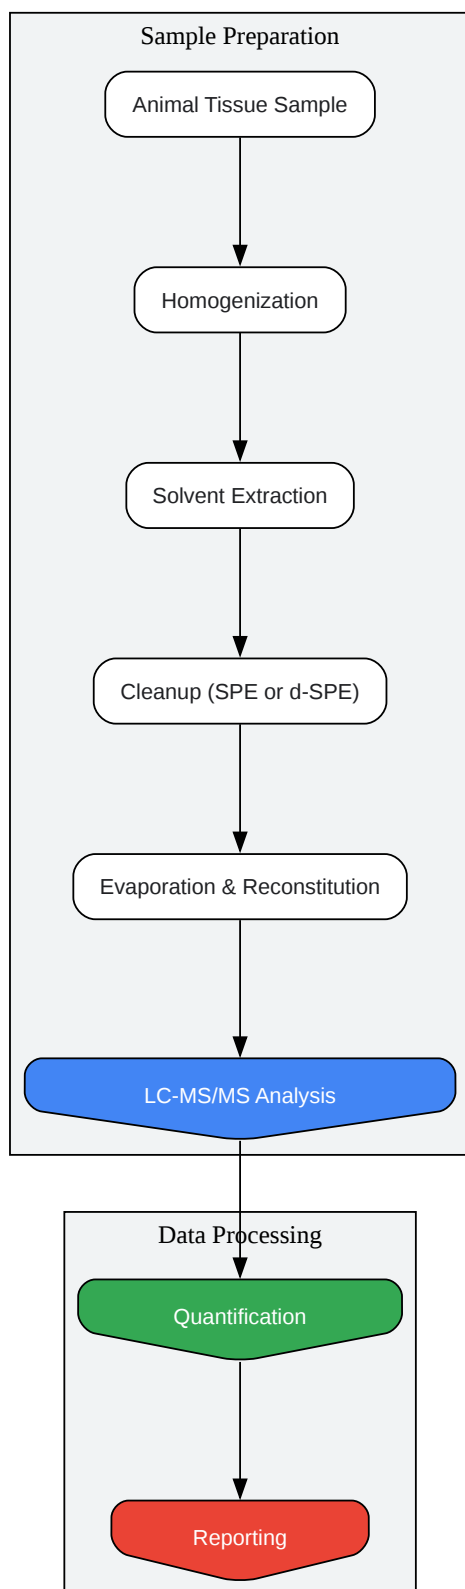 Sample Preparation
Animal Tissue Sample
Homogenization
Solvent Extraction
Cleanup (SPE or d-SPE)
Evaporation & Reconstitution
LC-MS/MS Analysis
Data Processing
Quantification
Reporting